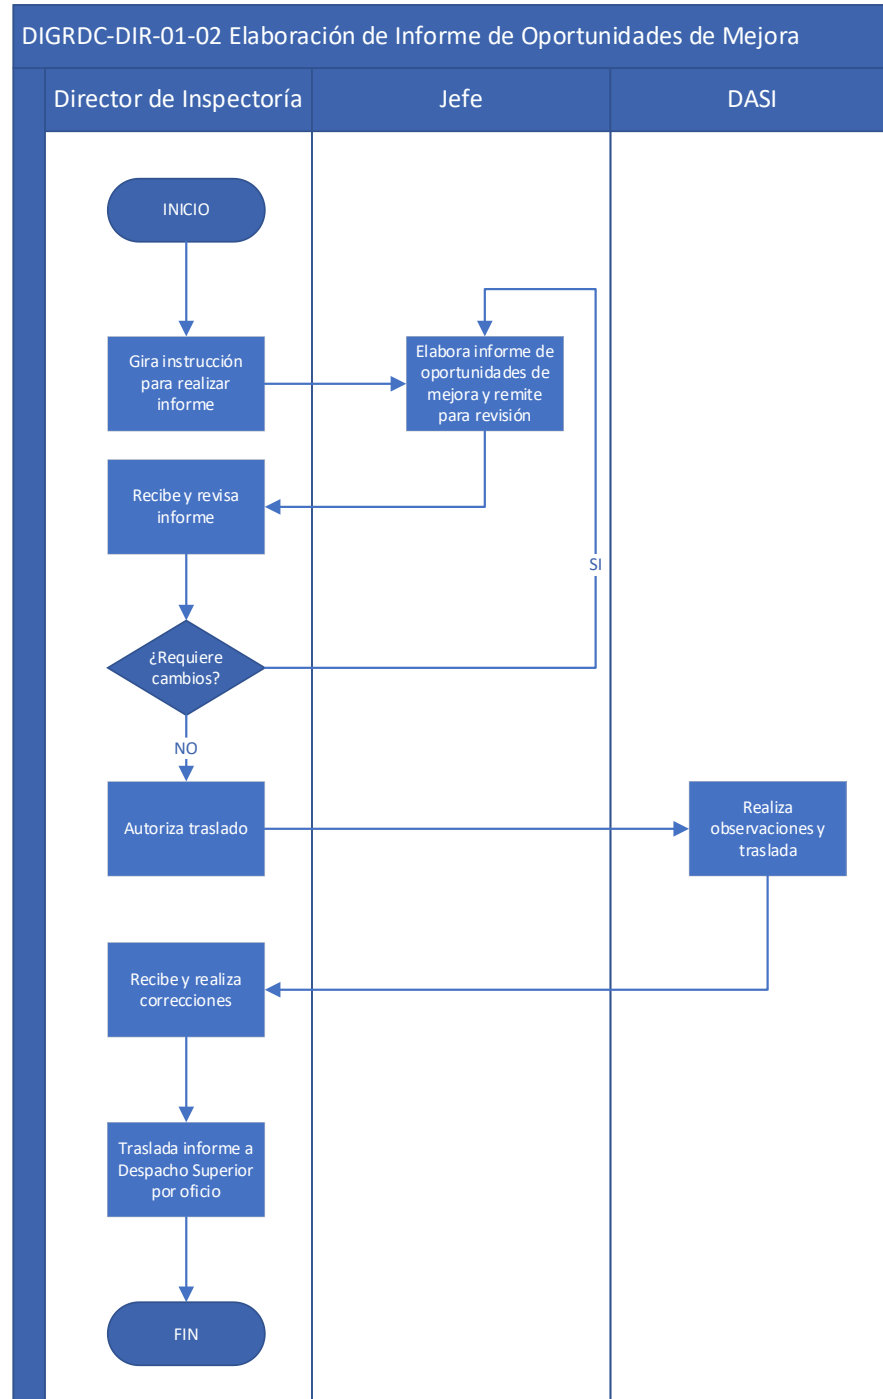 DIGRDC-DIR-01-02 Elaboración de Informe de Oportunidades de Mejora
Director de Inspectoría
Jefe
DASI
INICIO
Gira instrucción
para realizar
informe
Elabora informe de
oportunidades de
mejora y remite
para revisión
Recibe y revisa
informe
SI
¿Requiere
cambios?
NO
Autoriza traslado
Realiza
observaciones y
traslada
Recibe y realiza
correcciones
Traslada informe a
Despacho Superior
por oficio
FIN